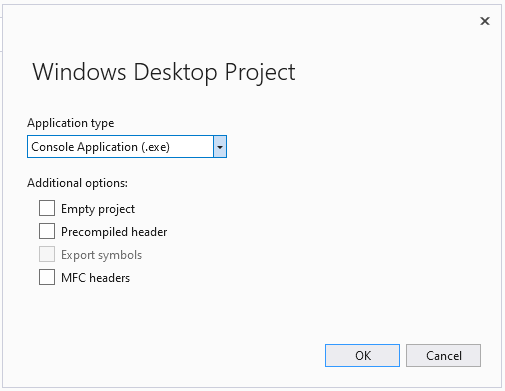 Windows Desktop Project
Application type
Console Application (.exe)
Additional options:
Empty project
Precompiled header
Export symbols
MFC headers
OK Cancel